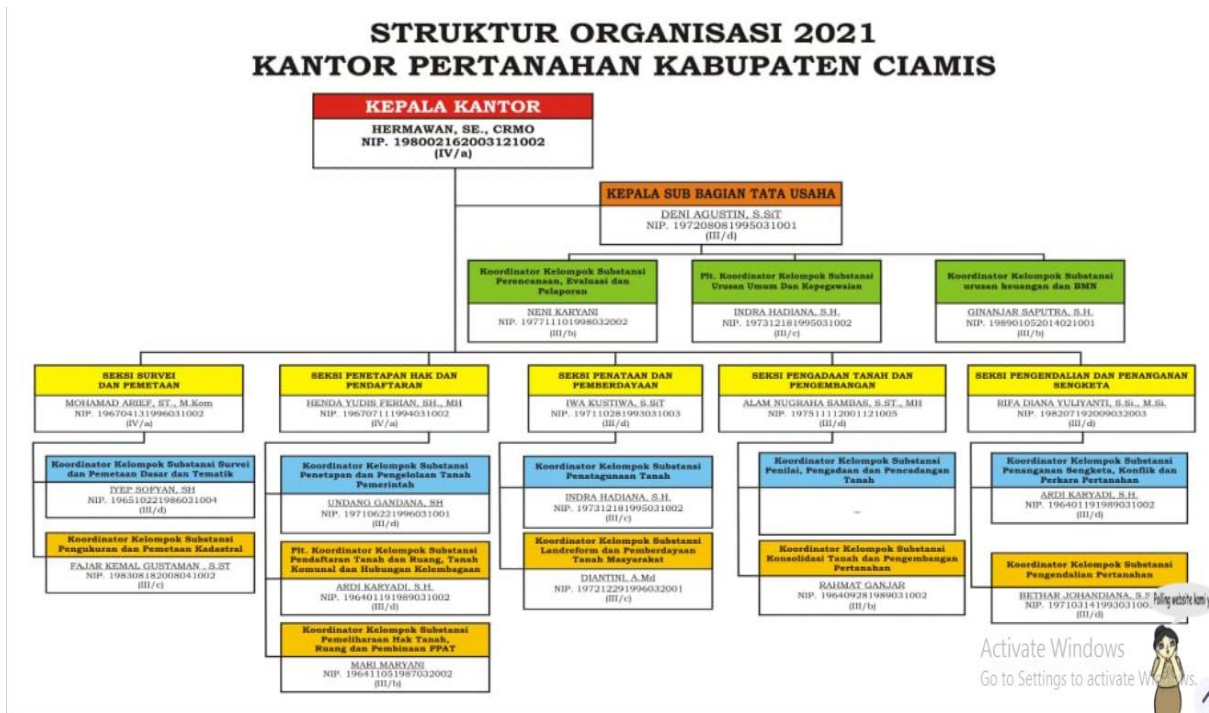 STRUKTUR ORGANISASI 2021
KANTOR PERTANAHAN KABUPATEN CIAMIS
KEPALA KANTOR
HERMAWAN, SE., CRMO
NIP. 198002162003121002
(IV/a)
KEPALA SUB BAGIAN TATA USAHA
DENI AGUSTIN, S.SiT
NIP. 197208081995031001
(III/d)
Koordinator Kelompok Substansi
Perencanaan, Evaluasi dan
Pelaporan
NENI KARYANI
NIP. 197711101998032002
(III/b)
Plt. Koordinator Kelompok Substansi
Urusan Umum Dan Kepegawaian
INDRA HADIANA, S.H.
NIP. 197312181995031002
(III/c)
Koordinator Kelompok Substansi
urusan keuangan dan BMN
GINANJAR SAPUTRA, S.H.
NIP. 198901052014021001
(III/b)
SEKSI SURVEI
DAN PEMETAAN
MOHAMAD ARIEF, ST., M.Kom
NIP. 196704131996031002
(IV/a)
Koordinator Kelompok Substansi Survei
dan Pemetaan Dasar dan Tematik
IYEP SOFYAN, SH
NIP. 196510221986031004
(III/d)
Koordinator Kelompok Substansi
Pengukuran dan Pemetaan Kadastral
FAJAR KEMAL GUSTAMAN , S.ST
NIP. 198308182008041002
(III/c)
SEKSI PENETAPAN HAK DAN
PENDAFTARAN
HENDA YUDIS FERIAN, SH., MH
NIP. 196707111994031002
(IV/a)
Koordinator Kelompok Substansi
Penetapan dan Pengelolaan Tanah
Pemerintah
UNDANG GANDANA, SH
NIP. 197106221996031001
(III/d)
Plt. Koordinator Kelompok Substansi
Pendaftaran Tanah dan Ruang, Tanah
Komunal dan Hubungan Kelembagaan
ARDI KARYADI, S.H.
NIP. 196401191989031002
(III/d)
Koordinator Kelompok Substansi
Pemeliharaan Hak Tanah,
Ruang dan Pembinaan PPAT
MARI MARYANI
NIP. 196411051987032002
(III/b)
SEKSI PENATAAN DAN
PEMBERDAYAAN
IWA KUSTIWA, S.SiT
NIP. 197110281993031003
(III/d)
Koordinator Kelompok Substansi
Penatagunaan Tanah
INDRA HADIANA, S.H.
NIP. 197312181995031002
(III/c)
Koordinator Kelompok Substansi
Landreform dan Pemberdayaan
Tanah Masyarakat
DIANTINI, A.Md
NIP. 197212291996032001
(III/c)
SEKSI PENGADAAN TANAH DAN
PENGEMBANGAN
ALAM NUGRAHA SAMBAS, S.ST., MH
NIP. 197511112001121005
(III/d)
Koordinator Kelompok Substansi
Penilai, Pengadaan dan Pencadangan
Tanah
-
Koordinator Kelompok Substansi
Konsolidasi Tanah dan Pengembangan
Pertanahan
RAHMAT GANJAR
NIP. 196409281989031002
(III/b)
SEKSI PENGENDALIAN DAN PENANGANAN
SENGKETA
RIFA DIANA YULIYANTI, S.Si., M.Si.
NIP. 198207192009032003
(III/d)
Koordinator Kelompok Substansi
Penanganan Sengketa, Konflik dan
Perkara Pertanahan
ARDI KARYADI, S.H.
NIP. 196401191989031002
(III/d)
Koordinator Kelompok Substansi
Pengendalian Pertanahan
BETHAR JOHANDIANA,
NIP.
(III/d)
Polling website kami
Activate Windows
Go to Settings to activate